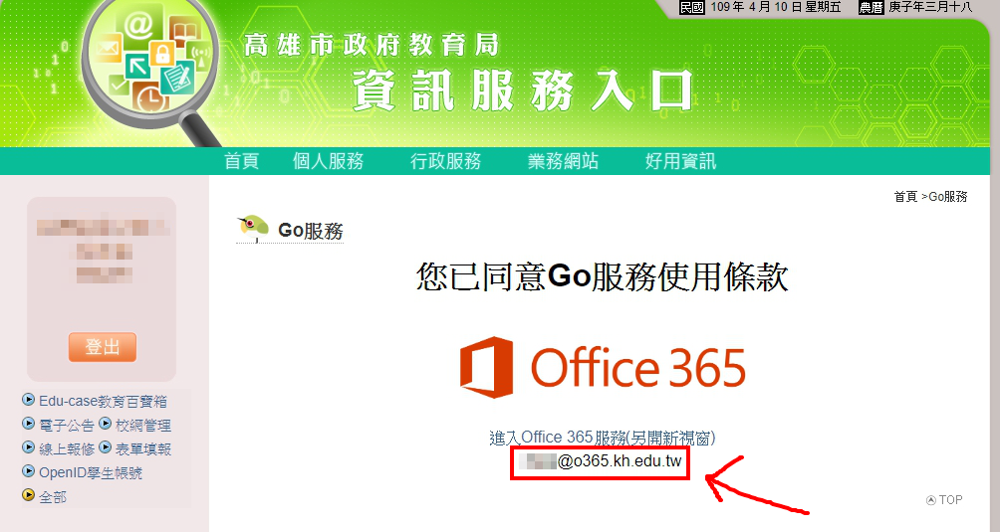 民國 109 年 4 月 10 日 星期五 農曆 庚子年三月十八
高雄市政府教育局
資訊服務入口
首頁 個人服務 行政服務 業務網站 好用資訊
首頁 >Go服務
Go服務
您已同意Go服務使用條款
登出
Office 365
Edu-case教育百寶箱
電子公告 校網管理
線上報修 表單填報
OpenID學生帳號
全部
進入Office 365服務(另開新視窗)
@o365.kh.edu.tw
TOP